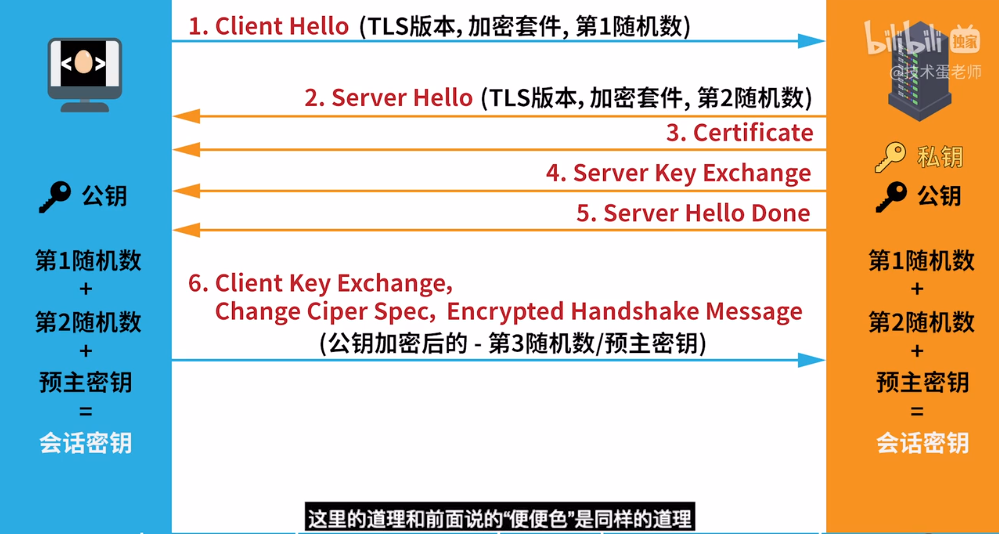 1. Client Hello (TLS版本, 加密套件, 第1随机数)
bilibili 独家
@技术蛋老师
< >
2. Server Hello (TLS版本, 加密套件, 第2随机数)
3. Certificate
私钥
4. Server Key Exchange
公钥
公钥
5. Server Hello Done
第1随机数
+
第2随机数
+
预主密钥
=
会话密钥
6. Client Key Exchange,
Change Ciper Spec, Encrypted Handshake Message
(公钥加密后的 - 第3随机数/预主密钥)
第1随机数
+
第2随机数
+
预主密钥
=
会话密钥
这里的道理和前面说的“便便色”是同样的道理